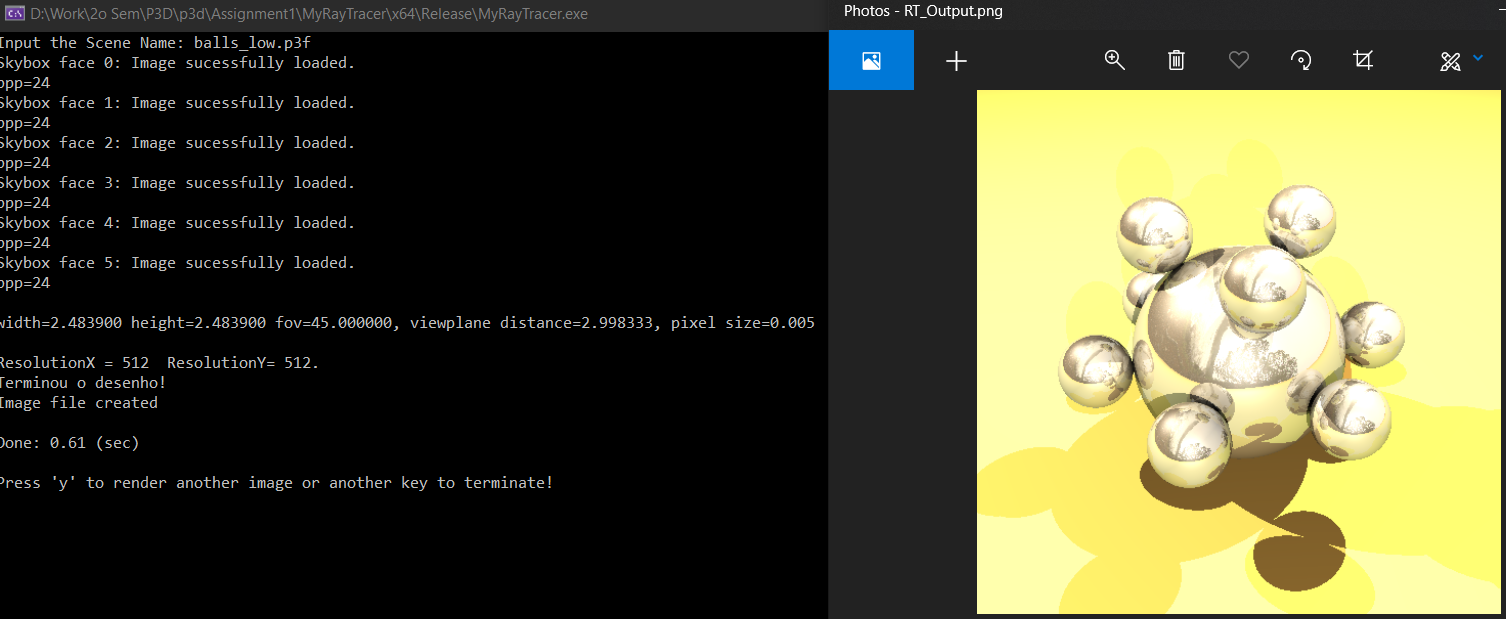 D:\Work\2o Sem\P3D\p3d\Assignment1\MyRayTracer\x64\Release\MyRayTracer.exe
Input the Scene Name: balls_low.p3f
Skybox face 0: Image sucessfully loaded.
bpp=24
Skybox face 1: Image sucessfully loaded.
bpp=24
Skybox face 2: Image sucessfully loaded.
bpp=24
Skybox face 3: Image sucessfully loaded.
bpp=24
Skybox face 4: Image sucessfully loaded.
bpp=24
Skybox face 5: Image sucessfully loaded.
bpp=24
width=2.483900 height=2.483900 fov=45.000000, viewplane distance=2.998333, pixel size=0.005
ResolutionX = 512  ResolutionY= 512.
Terminou o desenho!
Image file created
Done: 0.61 (sec)
Press 'y' to render another image or another key to terminate!
Photos - RT_Output.png